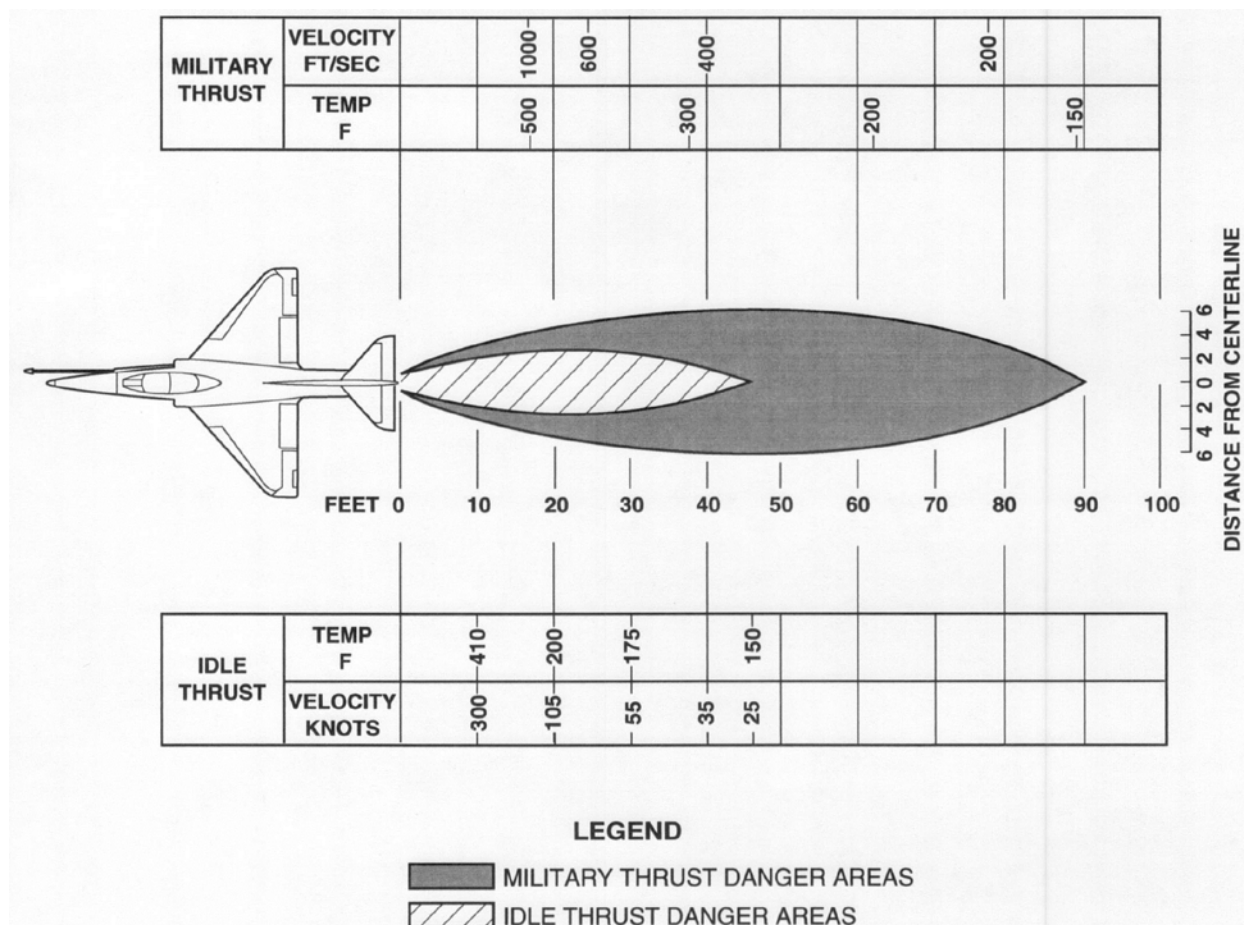 MILITARY
THRUST
VELOCITY
FT/SEC
1000
600
400
200
TEMP
F
500
300
200
150
DISTANCE FROM CENTERLINE
6
4
2
0
2
4
6
FEET 0 10 20 30 40 50 60 70 80 90 100
IDLE
THRUST
TEMP
F
410
200
175
150
VELOCITY
KNOTS
300
105
55
35
25
LEGEND
MILITARY THRUST DANGER AREAS
IDLE THRUST DANGER AREAS